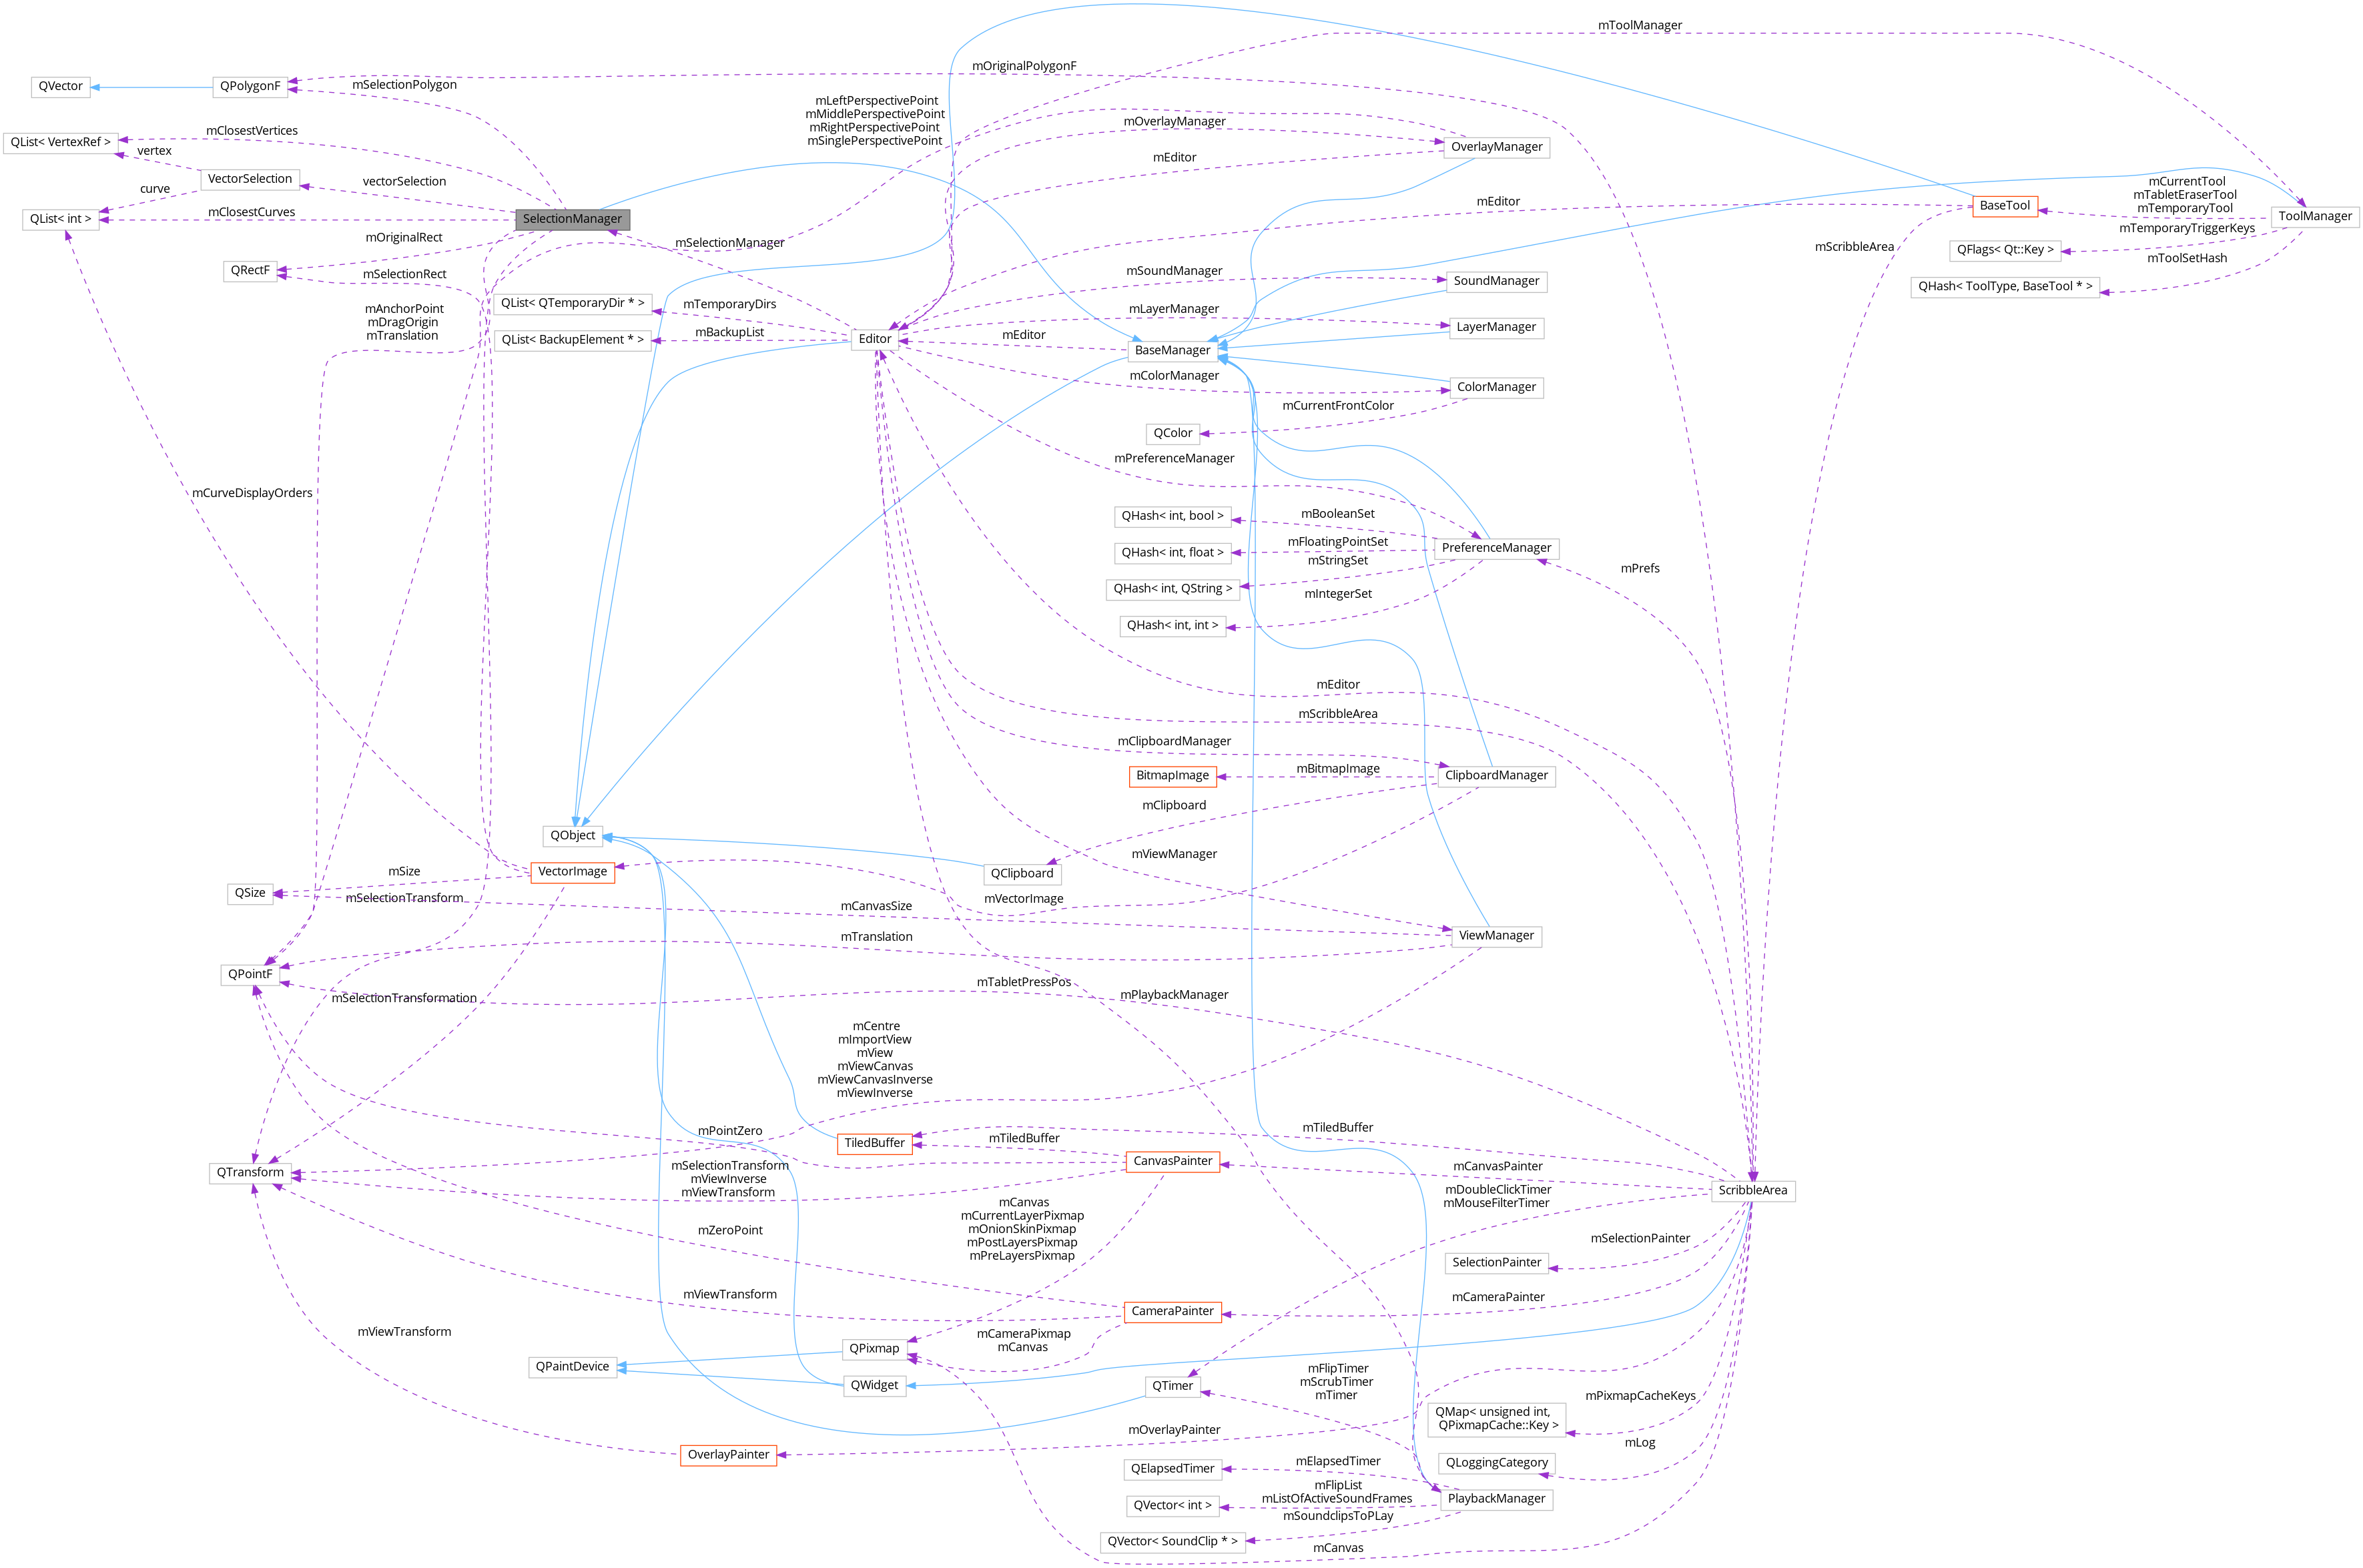 mToolManager
mOriginalPolygonF
QVector
QPolygonF
mSelectionPolygon
mLeftPerspectivePoint
mMiddlePerspectivePoint
mRightPerspectivePoint
mSinglePerspectivePoint
mOverlayManager
mClosestVertices
QList< VertexRef >
vertex
OverlayManager
mEditor
VectorSelection
vectorSelection
curve
mCurrentTool
mTabletEraserTool
mTemporaryTool
BaseTool
mEditor
ToolManager
QList< int >
mClosestCurves
SelectionManager
mTemporaryTriggerKeys
mOriginalRect
mSelectionManager
mScribbleArea
QFlags< Qt::Key >
mToolSetHash
QRectF
mSelectionRect
mSoundManager
SoundManager
QHash< ToolType, BaseTool * >
QList< QTemporaryDir * >
mTemporaryDirs
mAnchorPoint
mDragOrigin
mTranslation
mLayerManager
LayerManager
mBackupList
QList< BackupElement * >
Editor
mEditor
BaseManager
mColorManager
ColorManager
mCurrentFrontColor
QColor
mPreferenceManager
mCurveDisplayOrders
QHash< int, bool >
mBooleanSet
mFloatingPointSet
PreferenceManager
QHash< int, float >
mStringSet
mPrefs
QHash< int, QString >
mIntegerSet
QHash< int, int >
mEditor
mScribbleArea
mClipboardManager
BitmapImage
mBitmapImage
ClipboardManager
mClipboard
QObject
mViewManager
VectorImage
mSize
QClipboard
QSize
mSelectionTransform
mVectorImage
mCanvasSize
mTranslation
ViewManager
QPointF
mTabletPressPos
mPlaybackManager
mSelectionTransformation
mCentre
mImportView
mView
mViewCanvas
mViewCanvasInverse
mViewInverse
mPointZero
TiledBuffer
mTiledBuffer
mTiledBuffer
QTransform
mSelectionTransform
mViewInverse
mViewTransform
CanvasPainter
mCanvasPainter
ScribbleArea
mDoubleClickTimer
mMouseFilterTimer
mCanvas
mCurrentLayerPixmap
mOnionSkinPixmap
mPostLayersPixmap
mPreLayersPixmap
mZeroPoint
mSelectionPainter
SelectionPainter
mViewTransform
CameraPainter
mCameraPainter
mViewTransform
mCameraPixmap
mCanvas
QPixmap
QPaintDevice
QWidget
QTimer
mFlipTimer
mScrubTimer
mTimer
mPixmapCacheKeys
QMap< unsigned int,
QPixmapCache::Key >
mOverlayPainter
OverlayPainter
mLog
QLoggingCategory
QElapsedTimer
mElapsedTimer
mFlipList
mListOfActiveSoundFrames
PlaybackManager
QVector< int >
mSoundclipsToPLay
QVector< SoundClip * >
mCanvas